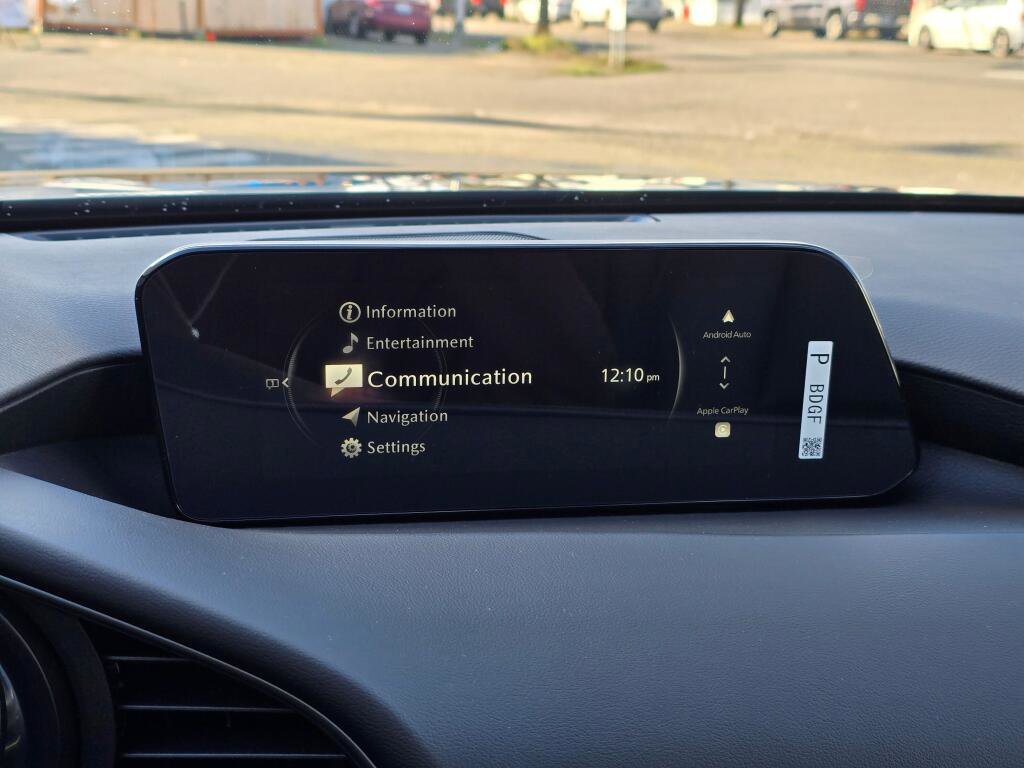 Information
Entertainment
Communication
12:10 pm
Navigation
Settings
Android Auto
Apple CarPlay
P BDGF